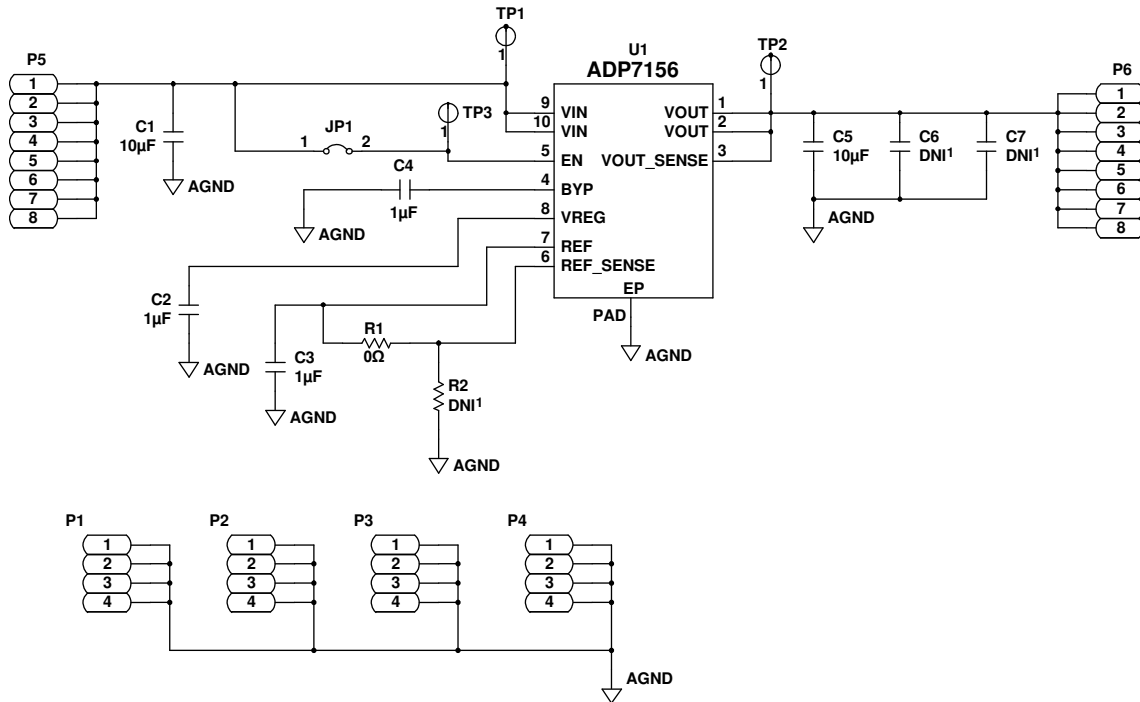 TP1
1
P5
1
2
3
4
5
6
7
8
C1
10µF
AGND
JP1
1 2
TP3
1
C4
1µF
AGND
U1
ADP7156
9 VIN
10 VIN
5 EN
4 BYP
8 VREG
7 REF
6 REF_SENSE
VOUT 1
VOUT 2
VOUT_SENSE 3
EP
PAD
AGND
TP2
1
C5
10µF
C6
DNI¹
C7
DNI¹
AGND
P6
1
2
3
4
5
6
7
8
C2
1µF
AGND
C3
1µF
AGND
R1
0Ω
R2
DNI¹
AGND
P1
1
2
3
4
P2
1
2
3
4
P3
1
2
3
4
P4
1
2
3
4
AGND